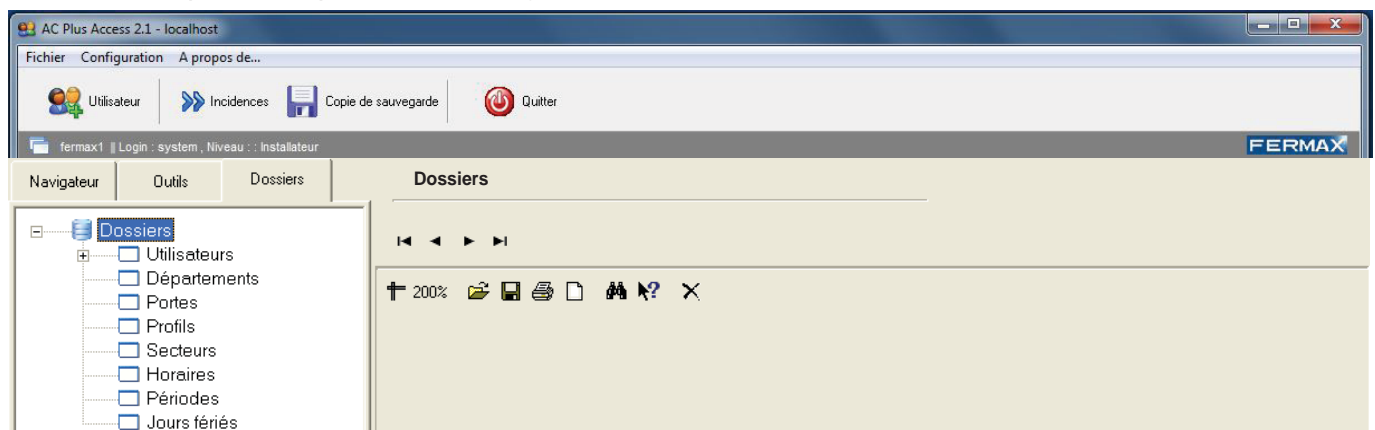 AC Plus Access 2.1 - localhost
Fichier Configuration A propos de...
Utilisateur Incidences Copie de sauvegarde Quitter
fermax1 || Login : system , Niveau : : Installateur FERMAX
Navigateur Outils Dossiers Dossiers
Dossiers
Utilisateurs
Départements
200%
Portes
Profils
Secteurs
Horaires
Périodes
Jours fériés